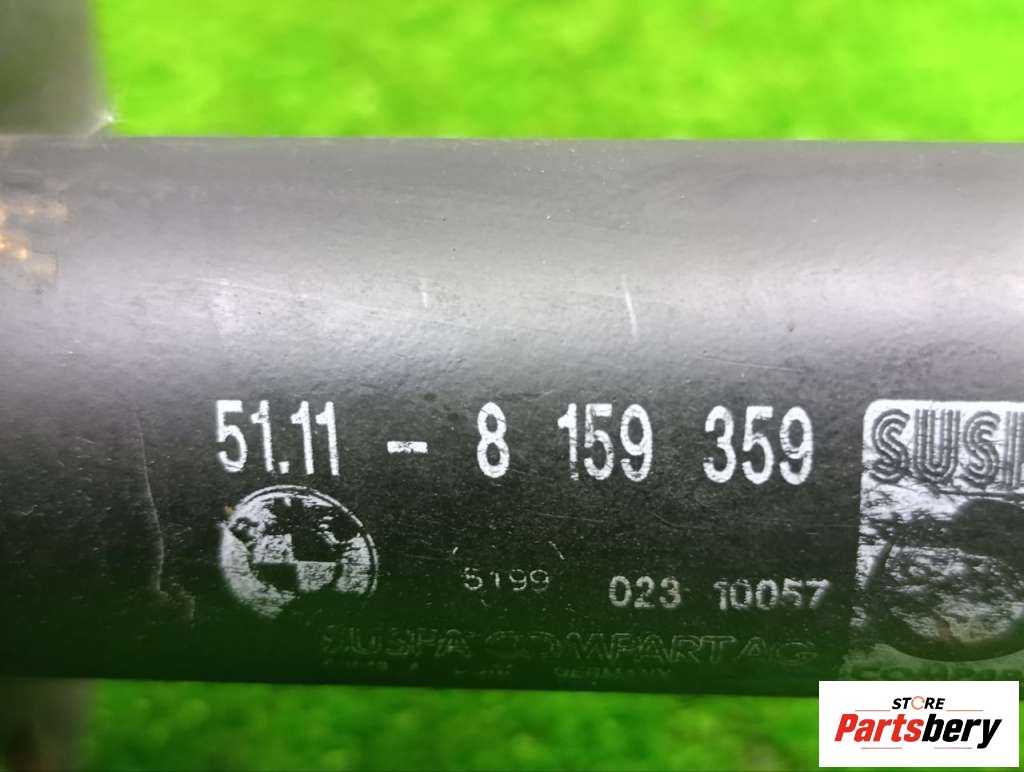 51.11 - 8 159 359
SUSP
5199 023 10057
SUSPA COMPART AG
STORE
Partsbery